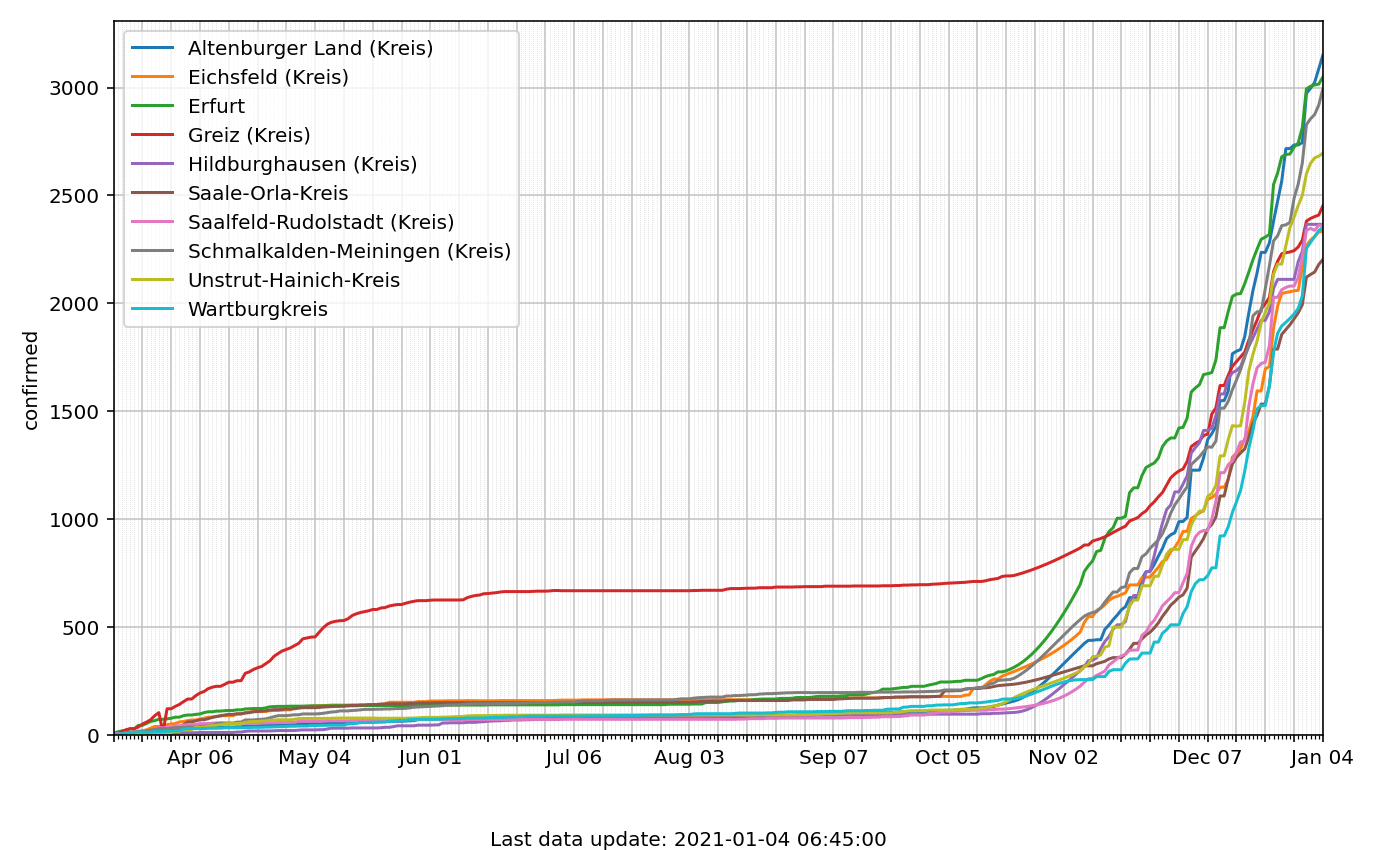 Altenburger Land (Kreis)
Eichsfeld (Kreis)
Erfurt
Greiz (Kreis)
Hildburghausen (Kreis)
Saale-Orla-Kreis
Saalfeld-Rudolstadt (Kreis)
Schmalkalden-Meiningen (Kreis)
Unstrut-Hainich-Kreis
Wartburgkreis
3000
2500
2000
1500
1000
500
0
confirmed
Apr 06 May 04 Jun 01 Jul 06 Aug 03 Sep 07 Oct 05 Nov 02 Dec 07 Jan 04
Last data update: 2021-01-04 06:45:00